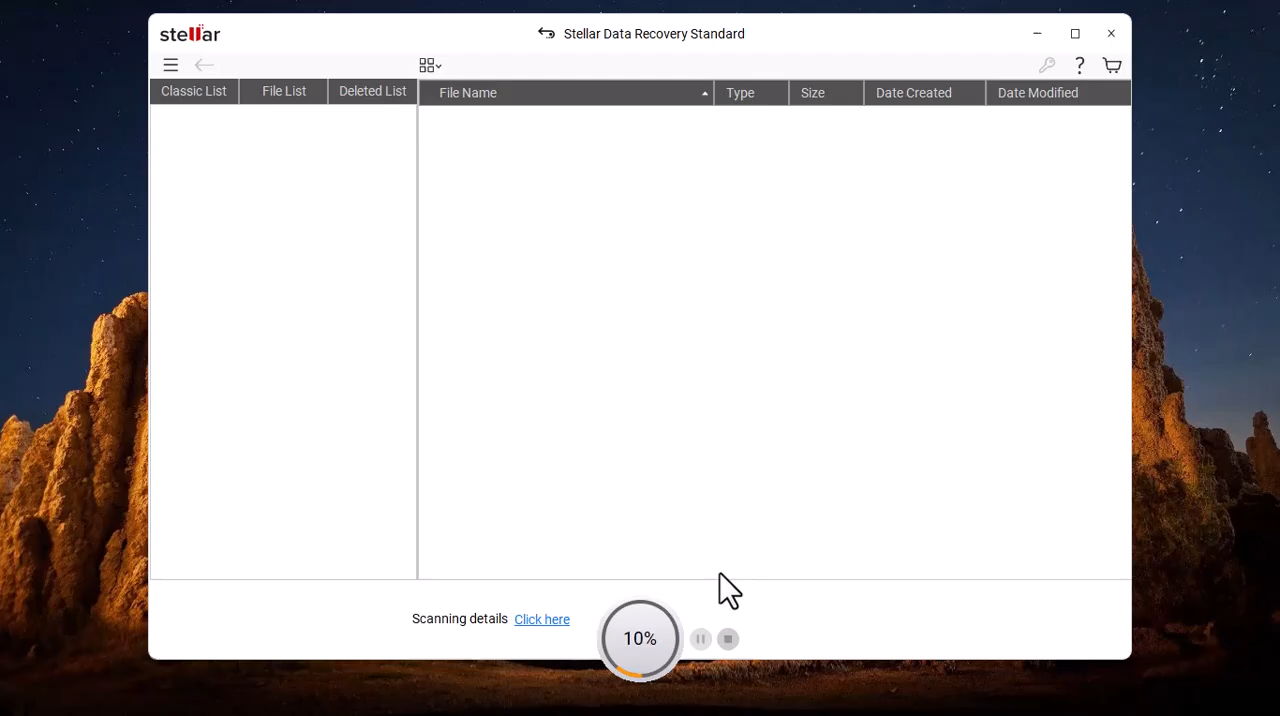 stellar
Stellar Data Recovery Standard
?
Classic List
File List
Deleted List
File Name
Type
Size
Date Created
Date Modified
Scanning details Click here
10%